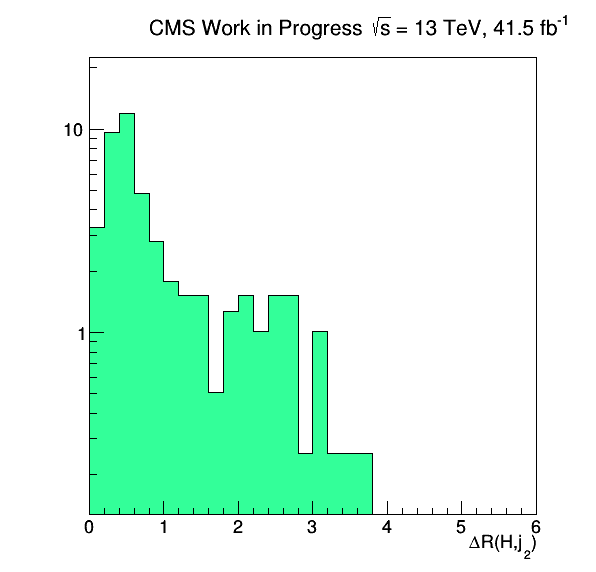 CMS Work in Progress √s = 13 TeV, 41.5 fb⁻¹
10
1
0 1 2 3 4 5 6
ΔR(H,j₂)